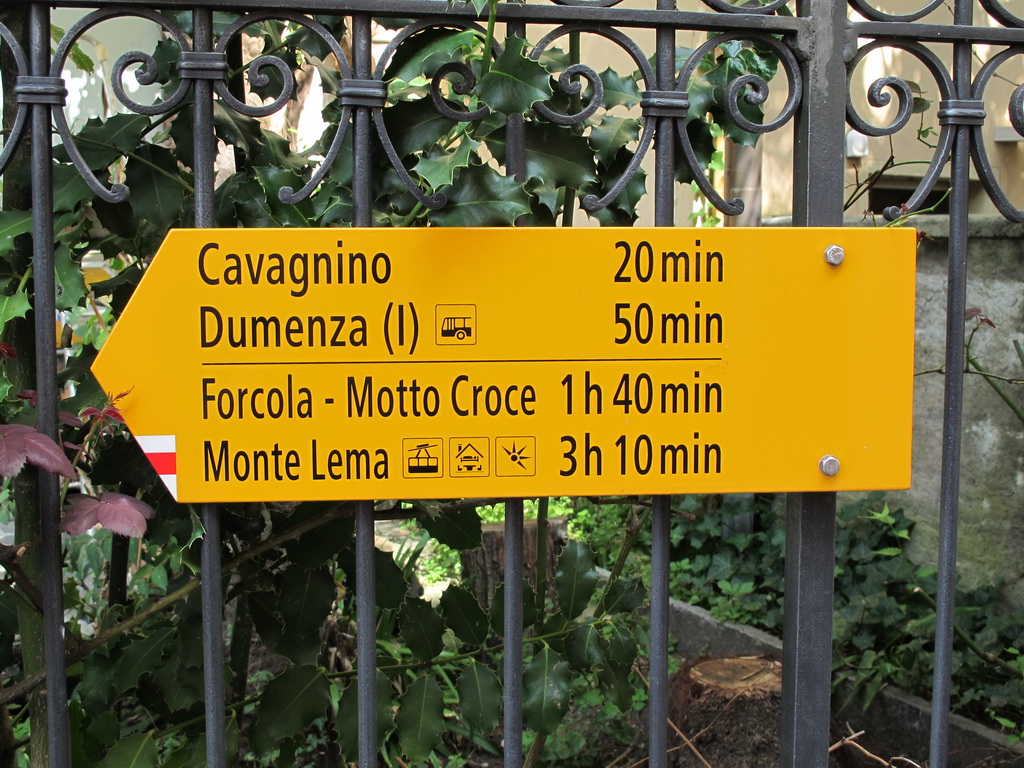 Cavagnino 20 min
Dumenza (I) 50 min
Forcola - Motto Croce 1 h 40 min
Monte Lema 3 h 10 min